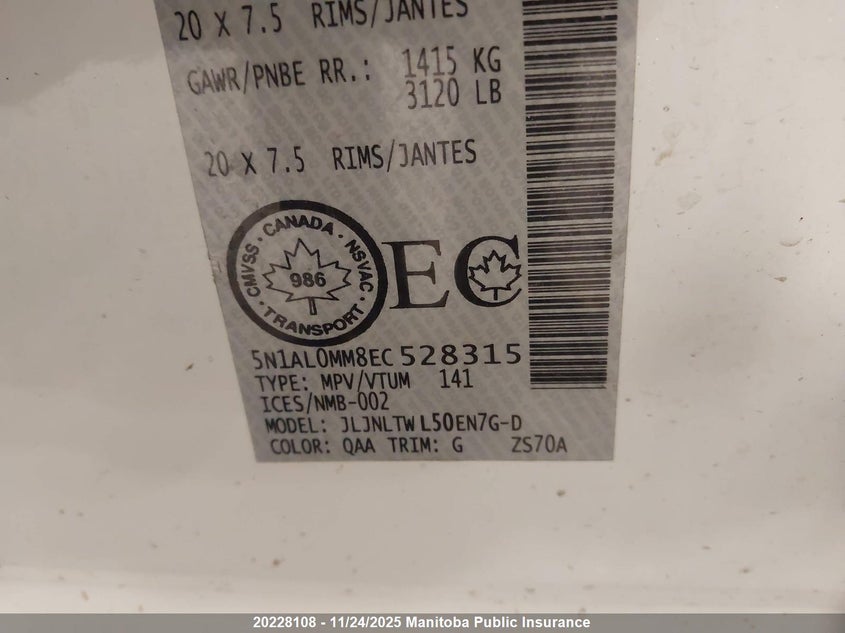 20 X 7.5 RIMS/JANTES
GAWR/PNBE RR.: 1415 KG
3120 LB
20 X 7.5 RIMS/JANTES
CMVSS · CANADA · NSVAC · TRANSPORT ·
986
EC
5N1AL0MM8EC528315
TYPE: MPV/VTUM 141
ICES/NMB-002
MODEL: JLJNLTWL50EN7G-D
COLOR: QAA TRIM: G ZS70A
20228108 - 11/24/2025 Manitoba Public Insurance